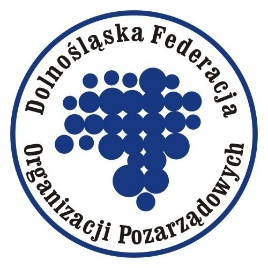 Dolnośląska Federacja
Organizacji Pozarządowych